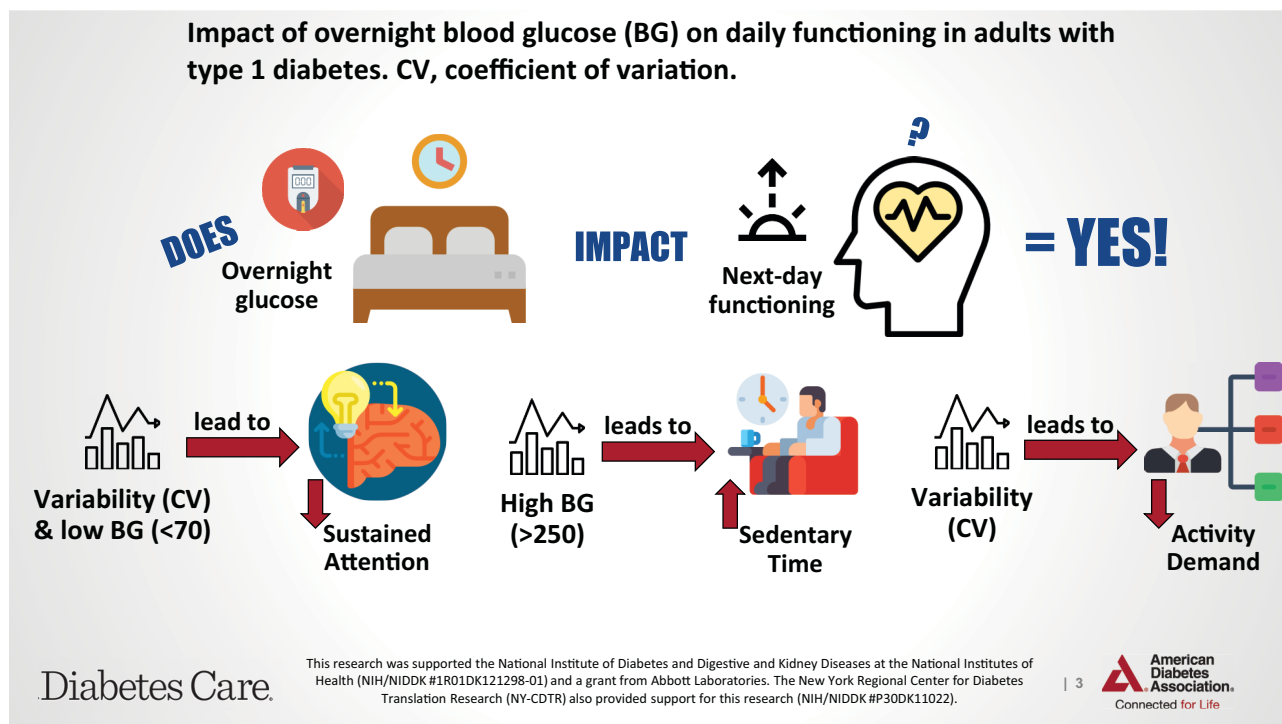 Impact of overnight blood glucose (BG) on daily functioning in adults with
type 1 diabetes. CV, coefficient of variation.
DOES
000
Overnight
glucose
IMPACT
?
Next-day
functioning
= YES!
Variability (CV)
& low BG (<70)
lead to
Sustained
Attention
High BG
(>250)
leads to
Sedentary
Time
Variability
(CV)
leads to
Activity
Demand
Diabetes Care®
This research was supported the National Institute of Diabetes and Digestive and Kidney Diseases at the National Institutes of
Health (NIH/NIDDK #1R01DK121298-01) and a grant from Abbott Laboratories. The New York Regional Center for Diabetes
Translation Research (NY-CDTR) also provided support for this research (NIH/NIDDK #P30DK11022).
| 3
American
Diabetes
Association®
Connected for Life